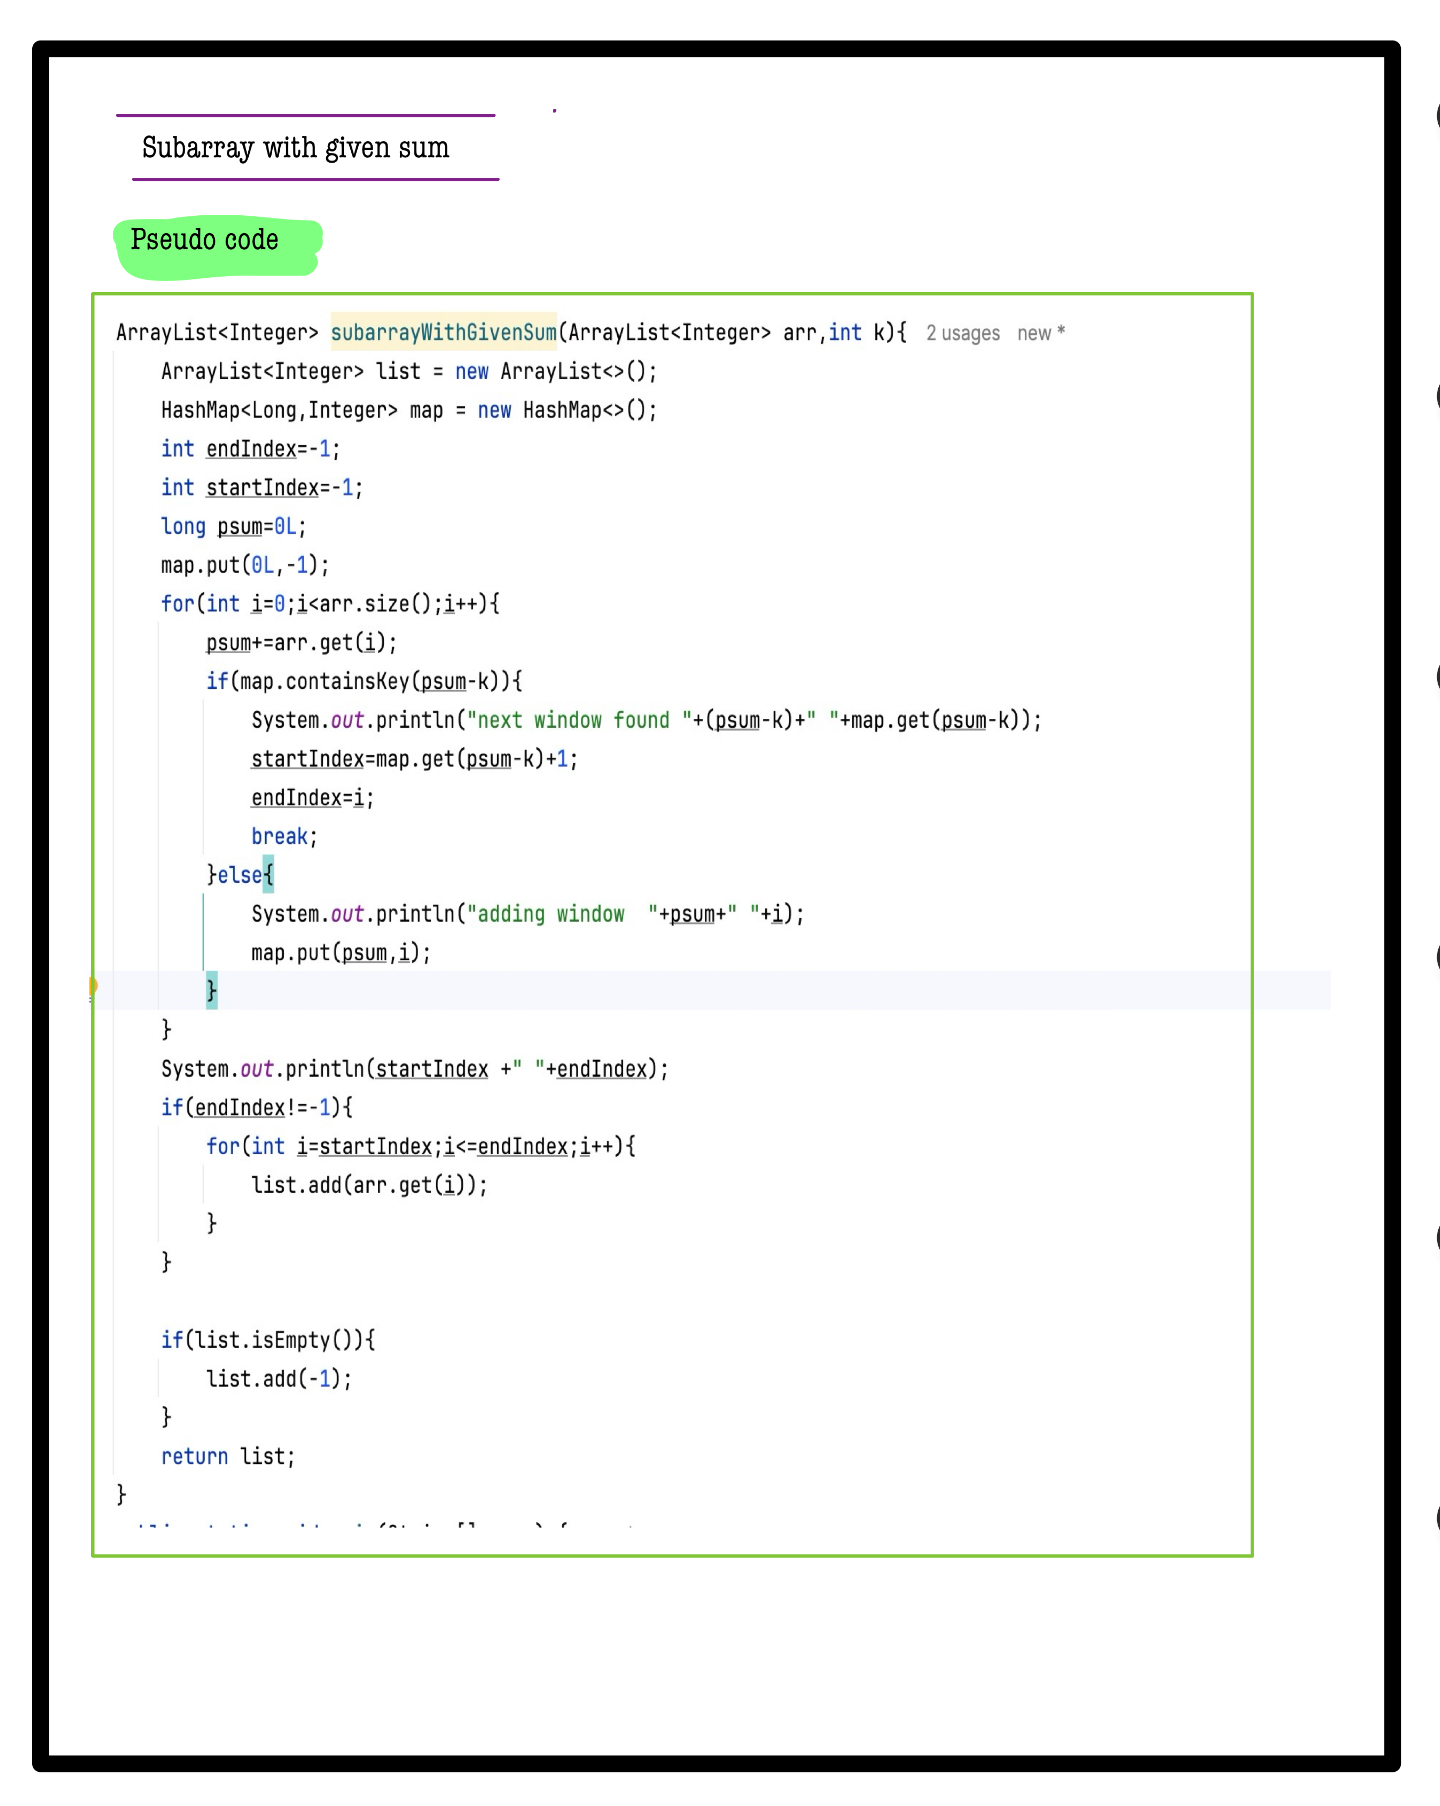 Subarray with given sum
Pseudo code
ArrayList<Integer> subarrayWithGivenSum(ArrayList<Integer> arr,int k){ 2 usages new *
    ArrayList<Integer> list = new ArrayList<>();
    HashMap<Long,Integer> map = new HashMap<>();
    int endIndex=-1;
    int startIndex=-1;
    long psum=0L;
    map.put(0L,-1);
    for(int i=0;i<arr.size();i++){
        psum+=arr.get(i);
        if(map.containsKey(psum-k)){
            System.out.println("next window found "+(psum-k)+" "+map.get(psum-k));
            startIndex=map.get(psum-k)+1;
            endIndex=i;
            break;
        }else{
            System.out.println("adding window  "+psum+" "+i);
            map.put(psum,i);
        }
    }
    System.out.println(startIndex +" "+endIndex);
    if(endIndex!=-1){
        for(int i=startIndex;i<=endIndex;i++){
            list.add(arr.get(i));
        }
    }
    if(list.isEmpty()){
        list.add(-1);
    }
    return list;
}